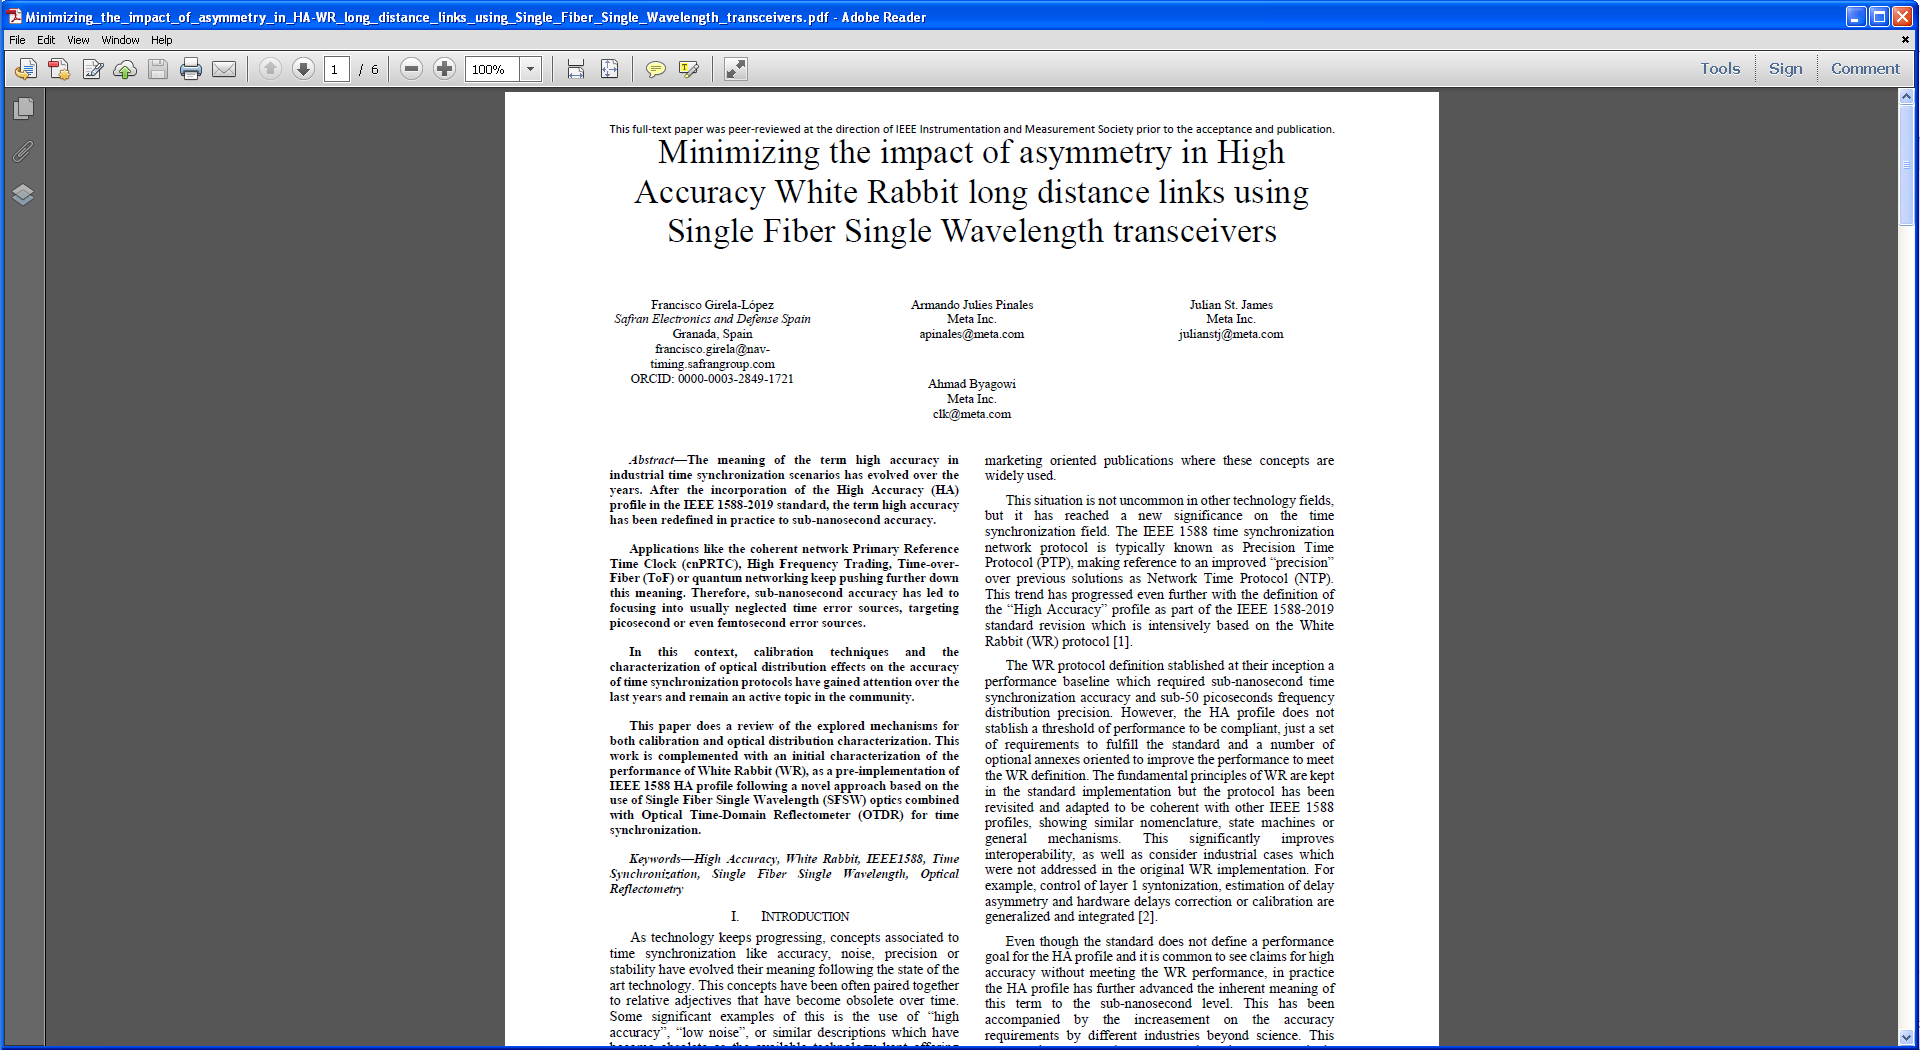 Minimizing_the_impact_of_asymmetry_in_HA-WR_long_distance_links_using_Single_Fiber_Single_Wavelength_transceivers.pdf - Adobe Reader
File Edit View Window Help
1 / 6 100% Tools Sign Comment
This full-text paper was peer-reviewed at the direction of IEEE Instrumentation and Measurement Society prior to the acceptance and publication.
Minimizing the impact of asymmetry in High
Accuracy White Rabbit long distance links using
Single Fiber Single Wavelength transceivers
Francisco Girela-López
Safran Electronics and Defense Spain
Granada, Spain
francisco.girela@nav-
timing.safrangroup.com
ORCID: 0000-0003-2849-1721
Armando Julies Pinales
Meta Inc.
apinales@meta.com
Julian St. James
Meta Inc.
julianstj@meta.com
Ahmad Byagowi
Meta Inc.
clk@meta.com
Abstract—The meaning of the term high accuracy in
industrial time synchronization scenarios has evolved over the
years. After the incorporation of the High Accuracy (HA)
profile in the IEEE 1588-2019 standard, the term high accuracy
has been redefined in practice to sub-nanosecond accuracy.
Applications like the coherent network Primary Reference
Time Clock (cnPRTC), High Frequency Trading, Time-over-
Fiber (ToF) or quantum networking keep pushing further down
this meaning. Therefore, sub-nanosecond accuracy has led to
focusing into usually neglected time error sources, targeting
picosecond or even femtosecond error sources.
In this context, calibration techniques and the
characterization of optical distribution effects on the accuracy
of time synchronization protocols have gained attention over the
last years and remain an active topic in the community.
This paper does a review of the explored mechanisms for
both calibration and optical distribution characterization. This
work is complemented with an initial characterization of the
performance of White Rabbit (WR), as a pre-implementation of
IEEE 1588 HA profile following a novel approach based on the
use of Single Fiber Single Wavelength (SFSW) optics combined
with Optical Time-Domain Reflectometer (OTDR) for time
synchronization.
Keywords—High Accuracy, White Rabbit, IEEE1588, Time
Synchronization, Single Fiber Single Wavelength, Optical
Reflectometry
I. INTRODUCTION
As technology keeps progressing, concepts associated to
time synchronization like accuracy, noise, precision or
stability have evolved their meaning following the state of the
art technology. This concepts have been often paired together
to relative adjectives that have become obsolete over time.
Some significant examples of this is the use of “high
accuracy”, “low noise”, or similar descriptions which have
become obsolete as the available technology kept offering
marketing oriented publications where these concepts are
widely used.
This situation is not uncommon in other technology fields,
but it has reached a new significance on the time
synchronization field. The IEEE 1588 time synchronization
network protocol is typically known as Precision Time
Protocol (PTP), making reference to an improved “precision”
over previous solutions as Network Time Protocol (NTP).
This trend has progressed even further with the definition of
the “High Accuracy” profile as part of the IEEE 1588-2019
standard revision which is intensively based on the White
Rabbit (WR) protocol [1].
The WR protocol definition stablished at their inception a
performance baseline which required sub-nanosecond time
synchronization accuracy and sub-50 picoseconds frequency
distribution precision. However, the HA profile does not
stablish a threshold of performance to be compliant, just a set
of requirements to fulfill the standard and a number of
optional annexes oriented to improve the performance to meet
the WR definition. The fundamental principles of WR are kept
in the standard implementation but the protocol has been
revisited and adapted to be coherent with other IEEE 1588
profiles, showing similar nomenclature, state machines or
general mechanisms. This significantly improves
interoperability, as well as consider industrial cases which
were not addressed in the original WR implementation. For
example, control of layer 1 syntonization, estimation of delay
asymmetry and hardware delays correction or calibration are
generalized and integrated [2].
Even though the standard does not define a performance
goal for the HA profile and it is common to see claims for high
accuracy without meeting the WR performance, in practice
the HA profile has further advanced the inherent meaning of
this term to the sub-nanosecond level. This has been
accompanied by the increasement on the accuracy
requirements by different industries beyond science. This